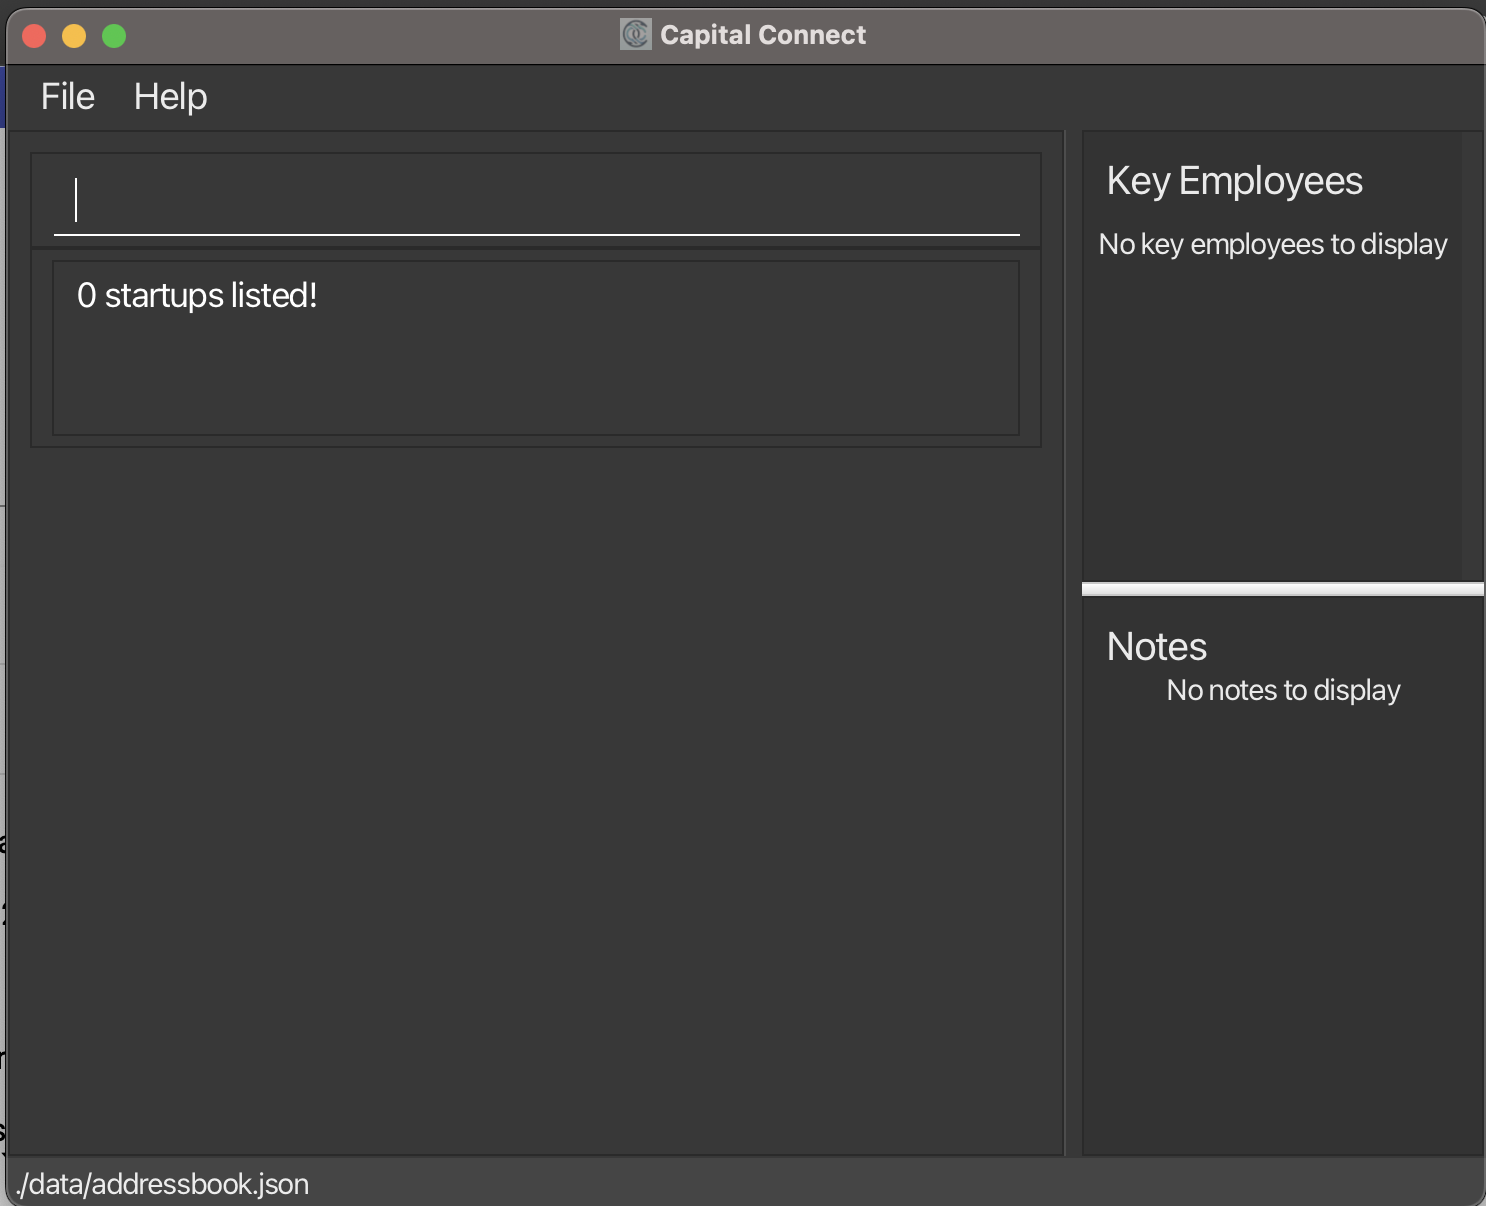 Capital Connect
File Help
0 startups listed!
Key Employees
No key employees to display
Notes
No notes to display
./data/addressbook.json